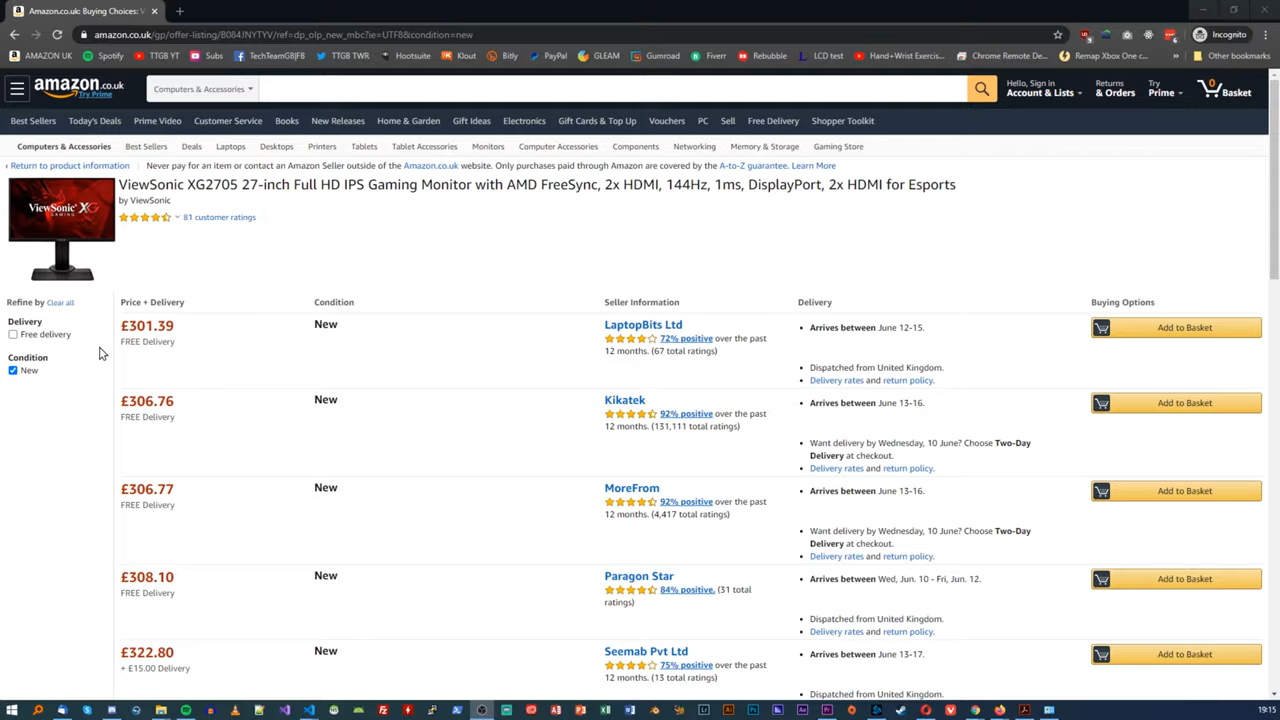 Amazon.co.uk: Buying Choices: V
amazon.co.uk/gp/offer-listing/B084JNYTYV/ref=dp_olp_new_mbc?ie=UTF8&condition=new
Incognito
AMAZON UK Spotify TTGB YT Subs TechTeamGB|FB TTGB TW Hootsuite Klon Zu Bitly PayPal GLEAM Gumroad Fiverr Rebubble LCD test Hand+Wrist Exercis... Chrome Remote De... Remap Xbox One c... » Other bookmarks
amazon.co.uk
Try Prime
Computers & Accessories
Hello, Sign in
Account & Lists
Returns
& Orders
Try
Prime
0
Basket
Best Sellers Today's Deals Prime Video Customer Service Books New Releases Home & Garden Gift Ideas Electronics Gift Cards & Top Up Vouchers PC Sell Free Delivery Shopper Toolkit
Computers & Accessories Best Sellers Deals Laptops Printers Tablets Tablet Accessories Desktops Monitors Computer Accessories Components Networking Memory & Storage Gaming Store
‹ Return to product information Never pay for an item or contact an Amazon Seller outside of the Amazon.co.uk website. Only purchases paid through Amazon are covered by the A-to-Z guarantee. Learn More
ViewSonic XG2705 27-inch Full HD IPS Gaming Monitor with AMD FreeSync, 2x HDMI, 144Hz, 1ms, DisplayPort, 2x HDMI for Esports
by ViewSonic
81 customer ratings
ViewSonic XG
GAMING
Refine by Clear all
Delivery
Free delivery
Condition
New
Price + Delivery Condition Seller Information Delivery Buying Options
£301.39
FREE Delivery
New
LaptopBits Ltd
72% positive over the past
12 months. (67 total ratings)
Arrives between June 12-15.
Dispatched from United Kingdom.
Delivery rates and return policy.
Add to Basket
£306.76
FREE Delivery
New
Kikatek
92% positive over the past
12 months. (131,111 total ratings)
Arrives between June 13-16.
Want delivery by Wednesday, 10 June? Choose Two-Day
Delivery at checkout.
Delivery rates and return policy.
Add to Basket
£306.77
FREE Delivery
New
MoreFrom
92% positive over the past
12 months. (4,417 total ratings)
Arrives between June 13-16.
Want delivery by Wednesday, 10 June? Choose Two-Day
Delivery at checkout.
Delivery rates and return policy.
Add to Basket
£308.10
FREE Delivery
New
Paragon Star
84% positive. (31 total
ratings)
Arrives between Wed, Jun. 10 - Fri, Jun. 12.
Dispatched from United Kingdom.
Delivery rates and return policy.
Add to Basket
£322.80
+ £15.00 Delivery
New
Seemab Pvt Ltd
75% positive over the past
12 months. (13 total ratings)
Arrives between June 13-17.
Dispatched from United Kingdom.
Add to Basket
19:15